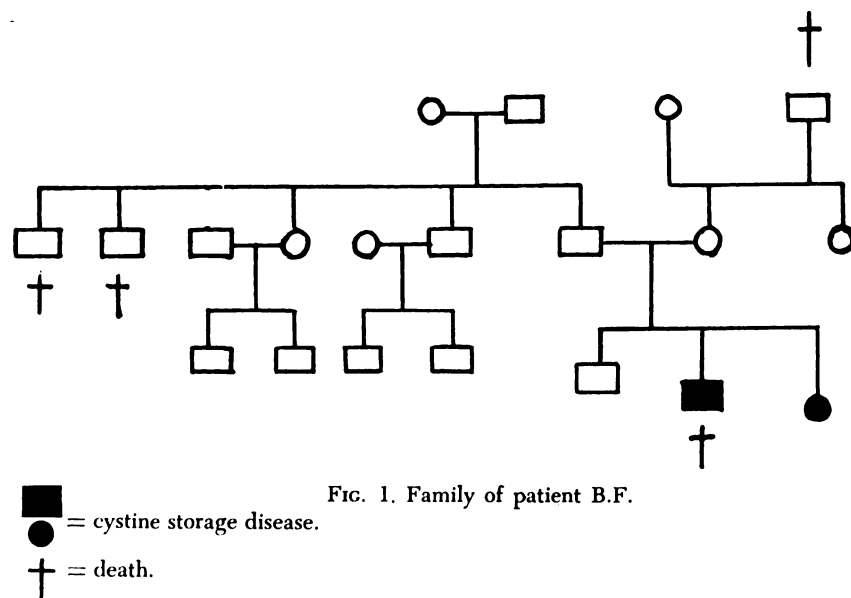 FIG. 1. Family of patient B.F.
= cystine storage disease.
= death.